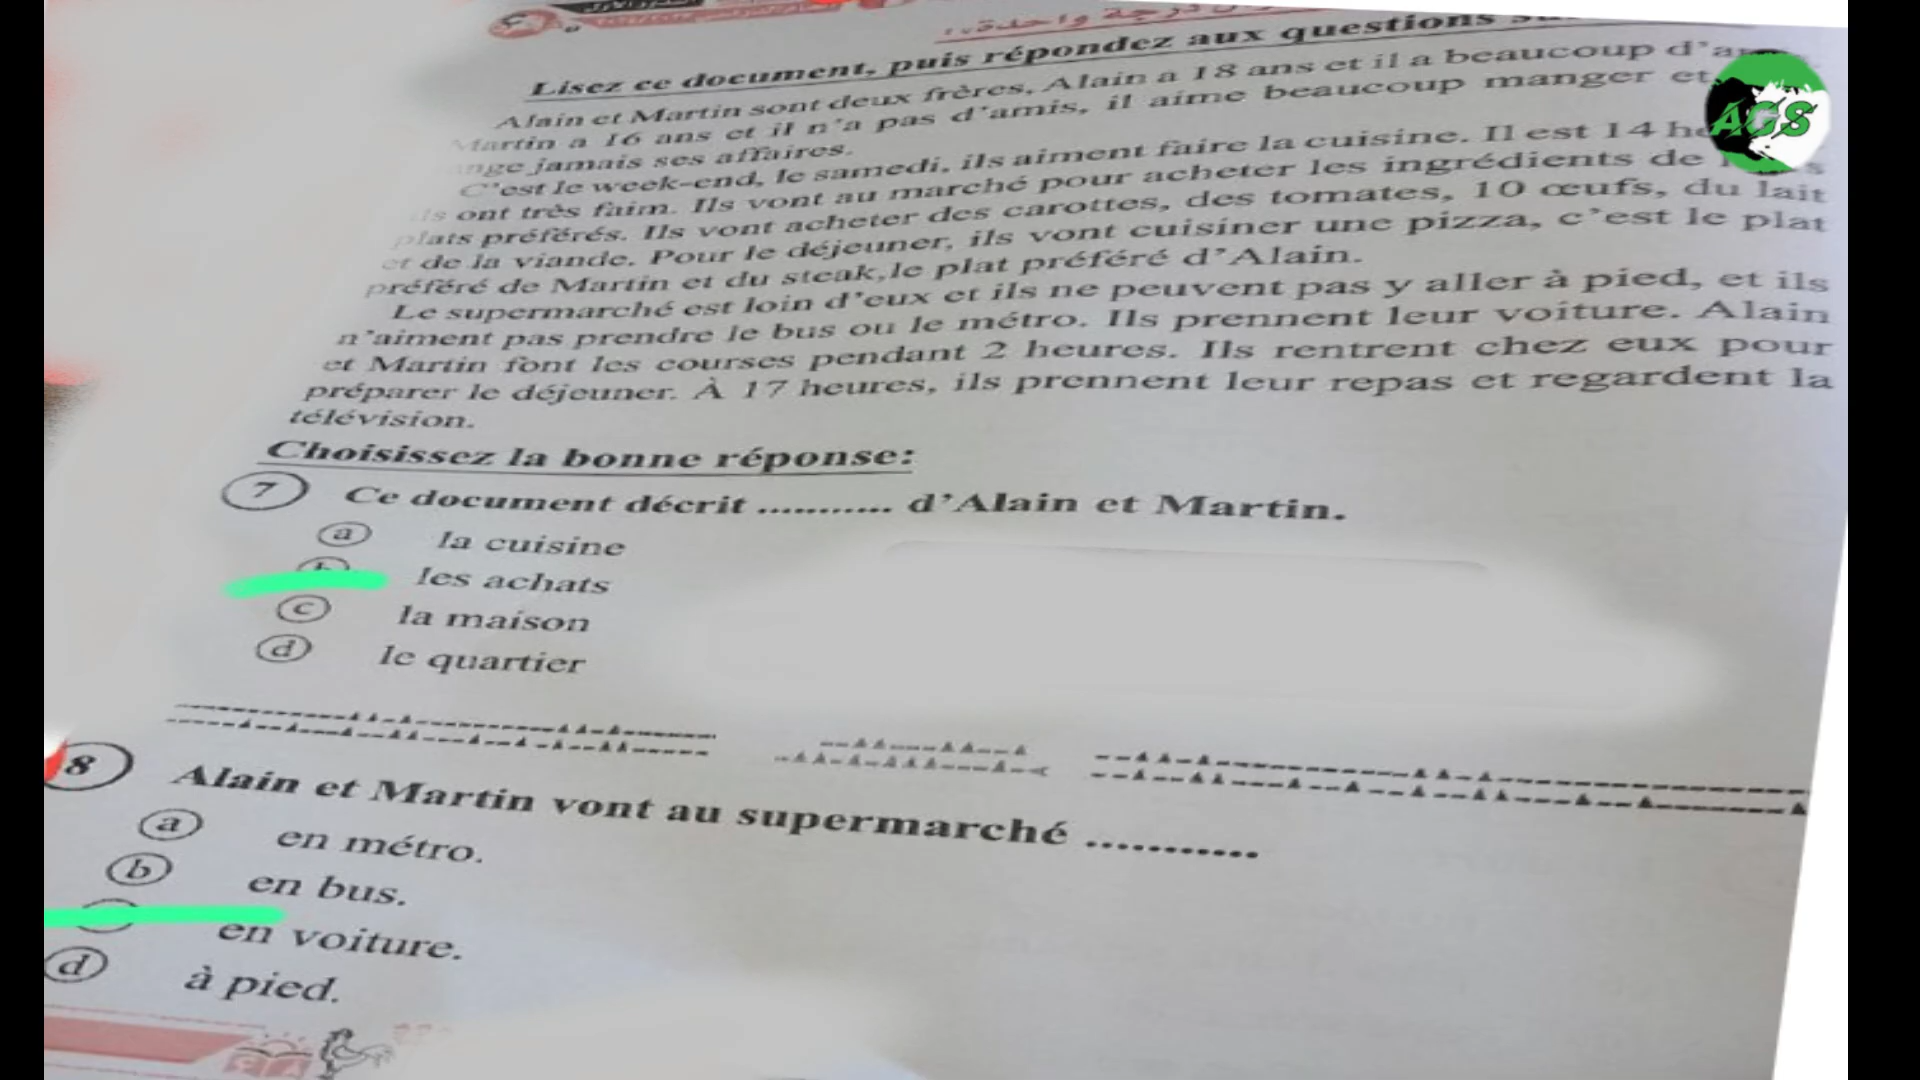 درجة واحدة
Lisez ce document, puis répondez aux questions
Alain et Martin sont deux frères, Alain a 18 ans et il a beaucoup
Martin a 16 ans et il n'a pas d'amis, il aime beaucoup manger et
nge jamais ses affaires.
C'est le week-end, le samedi, ils aiment faire la cuisine. Il est 14
ils ont très faim. Ils vont au marché pour acheter les ingrédients de
plats préférés. Ils vont acheter des carottes, des tomates, 10 œufs, du lait
et de la viande. Pour le déjeuner, ils vont cuisiner une pizza, c'est le plat
préféré de Martin et du steak,le plat préféré d'Alain.
Le supermarché est loin d'eux et ils ne peuvent pas y aller à pied, et ils
n'aiment pas prendre le bus ou le métro. Ils prennent leur voiture. Alain
et Martin font les courses pendant 2 heures. Ils rentrent chez eux pour
préparer le déjeuner. À 17 heures, ils prennent leur repas et regardent la
télévision.
Choisissez la bonne réponse:
7 Ce document décrit ........... d'Alain et Martin.
a la cuisine
b les achats
c la maison
d le quartier
8 Alain et Martin vont au supermarché ...........
a en métro.
b en bus.
en voiture.
d à pied.
AGS